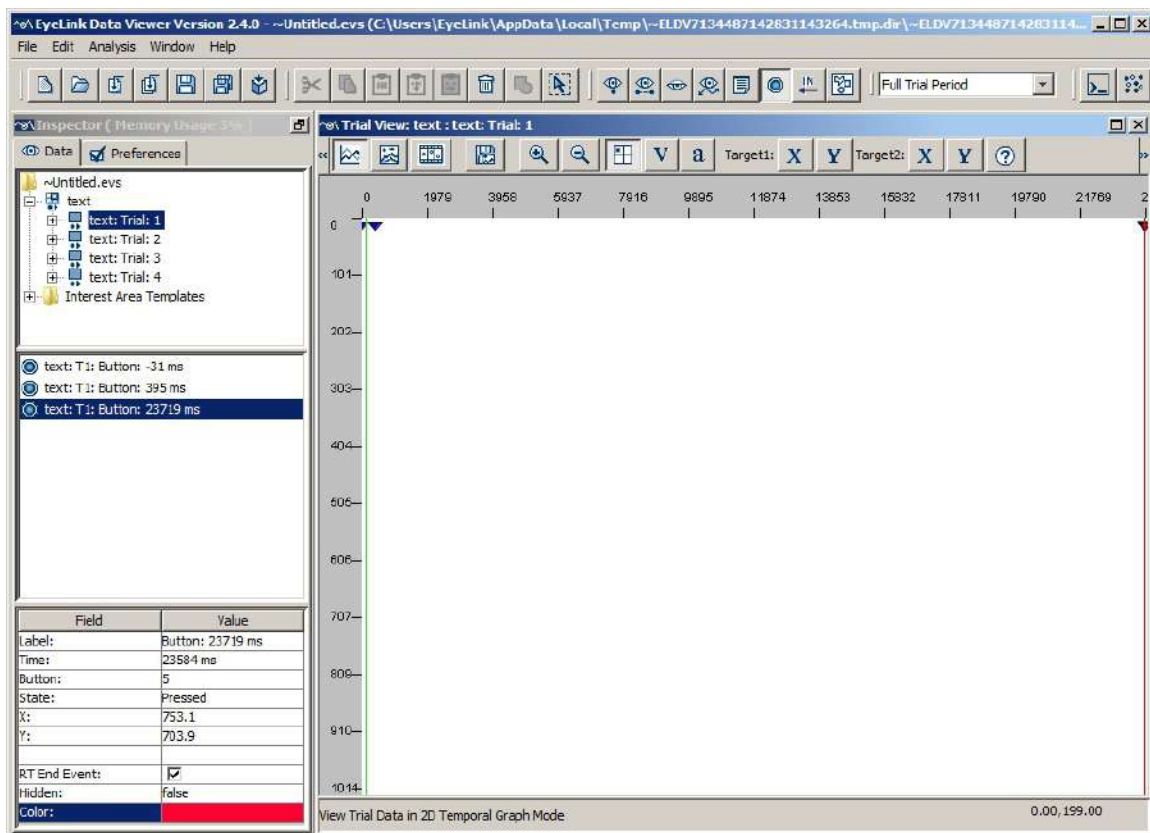 EyeLink Data Viewer Version 2.4.0 - ~Untitled.evs (C:\Users\EyeLink\AppData\Local\Temp\~ELDV7134487142831143264.tmp.dir\~ELDV713448714283114...
File Edit Analysis Window Help
IN Full Trial Period
Inspector ( Memory Usage 3% )
Data Preferences
~Untitled.evs
text
text: Trial: 1
text: Trial: 2
text: Trial: 3
text: Trial: 4
Interest Area Templates
text: T1: Button: -31 ms
text: T1: Button: 395 ms
text: T1: Button: 23719 ms
Field Value
Label: Button: 23719 ms
Time: 23584 ms
Button: 5
State: Pressed
X: 753.1
Y: 703.9
RT End Event:
Hidden: false
Color:
Trial View: text : text: Trial: 1
V a Target1: X Y Target2: X Y ?
0 1979 3958 5937 7916 9895 11874 13853 15832 17811 19790 21769 2
0
101
202
303
404
505
606
707
809
910
1014
View Trial Data in 2D Temporal Graph Mode 0.00,199.00